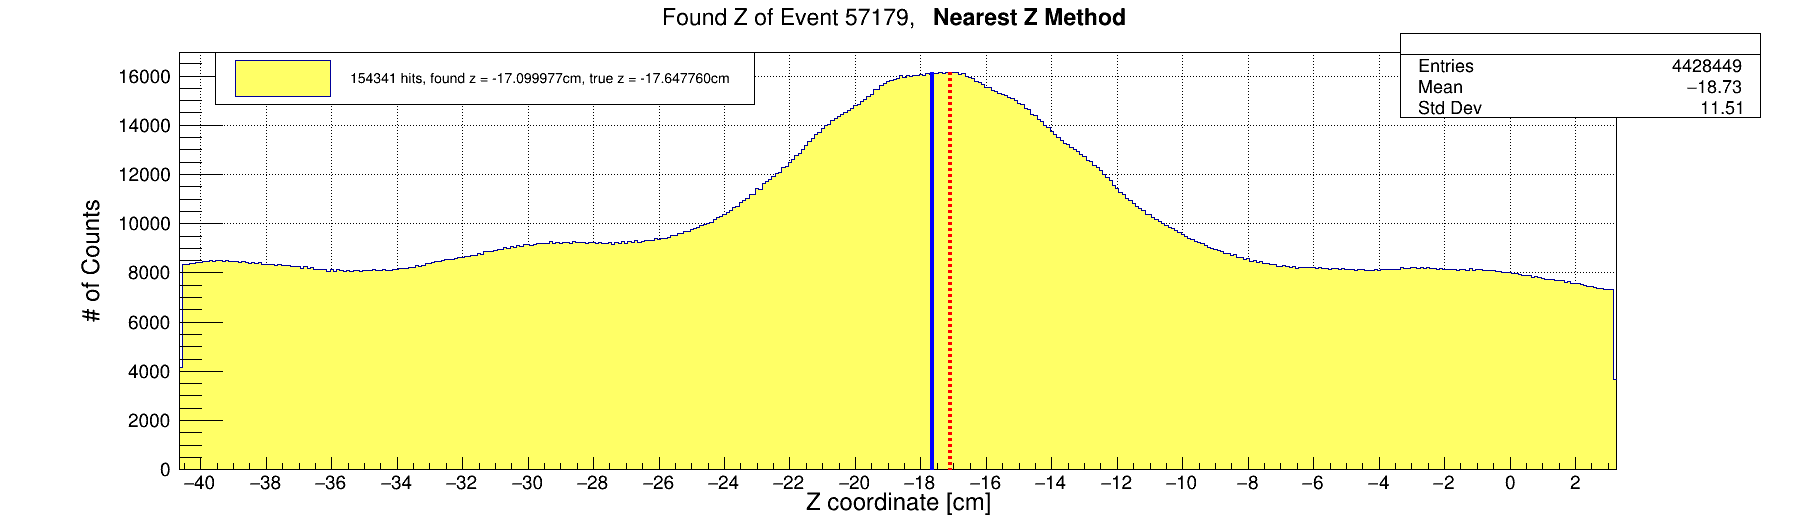 Found Z of Event 57179, Nearest Z Method
154341 hits, found z = -17.099977cm, true z = -17.647760cm
Entries 4428449
Mean −18.73
Std Dev 11.51
# of Counts
16000
14000
12000
10000
8000
6000
4000
2000
0
−40 −38 −36 −34 −32 −30 −28 −26 −24 −22 −20 −18 −16 −14 −12 −10 −8 −6 −4 −2 0 2
Z coordinate [cm]